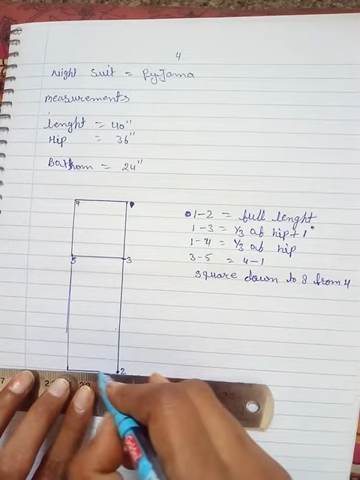 4
Night Suit = Pyjama
Measurements
Lenght = 40"
Hip = 36"
Bathom = 24"
1-2 = full lenght
1-3 = 1/3 of hip + 1"
1-4 = 1/3 of hip
3-5 = 4-1
square down to 8 from 4
4
5 3
2